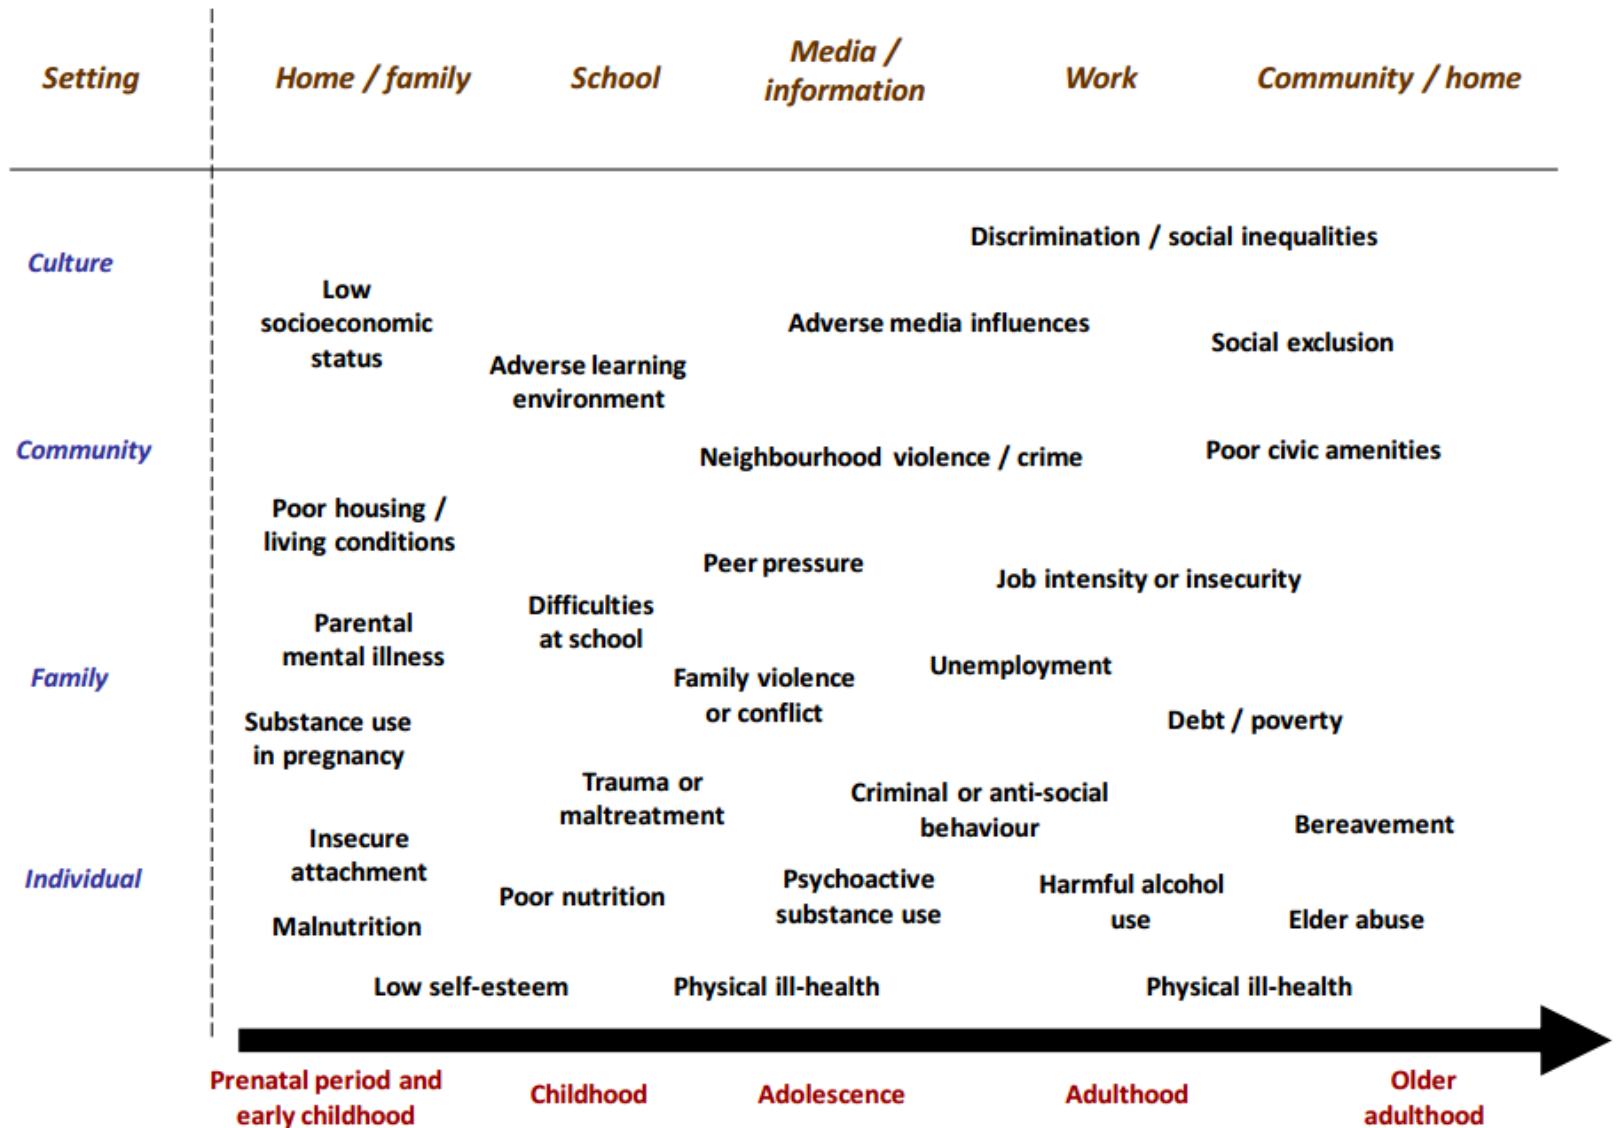 Setting
Home / family
School
Media /
information
Work
Community / home
Culture
Discrimination / social inequalities
Low
socioeconomic
status
Adverse media influences
Social exclusion
Adverse learning
environment
Community
Neighbourhood violence / crime
Poor civic amenities
Poor housing /
living conditions
Peer pressure
Job intensity or insecurity
Difficulties
at school
Parental
mental illness
Family
Family violence
or conflict
Unemployment
Substance use
in pregnancy
Debt / poverty
Trauma or
maltreatment
Criminal or anti-social
behaviour
Bereavement
Insecure
attachment
Individual
Poor nutrition
Psychoactive
substance use
Harmful alcohol
use
Elder abuse
Malnutrition
Low self-esteem
Physical ill-health
Physical ill-health
Prenatal period and
early childhood
Childhood
Adolescence
Adulthood
Older
adulthood